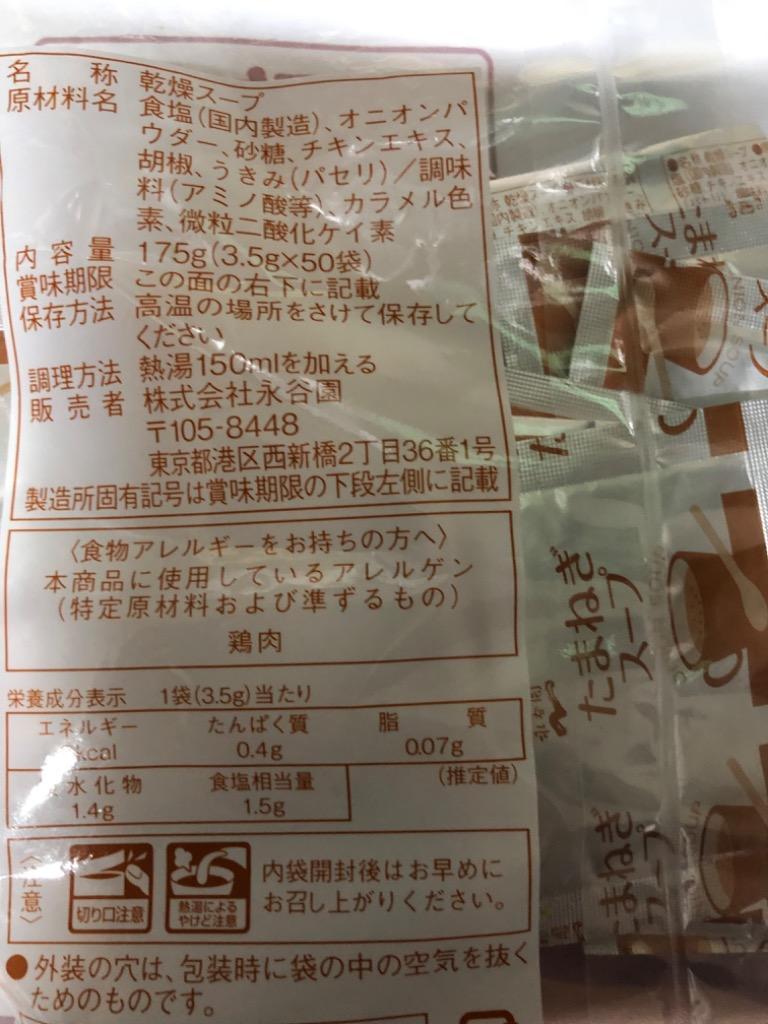 名称 乾燥スープ
原材料名 食塩(国内製造)、オニオンパ
ウダー、砂糖、チキンエキス、
胡椒、うきみ(パセリ)/調味
料(アミノ酸等)、カラメル色
素、微粒二酸化ケイ素
内容量 175g(3.5g×50袋)
賞味期限 この面の右下に記載
保存方法 高温の場所をさけて保存して
ください
調理方法 熱湯150mlを加える
販売者 株式会社永谷園
〒105-8448
東京都港区西新橋2丁目36番1号
製造所固有記号は賞味期限の下段左側に記載
〈食物アレルギーをお持ちの方へ〉
本商品に使用しているアレルゲン
(特定原材料および準ずるもの)
鶏肉
栄養成分表示 1袋(3.5g)当たり
エネルギー たんぱく質 脂質
kcal 0.4g 0.07g
水化物 食塩相当量 (推定値)
1.4g 1.5g
〈注意〉
切り口注意
熱湯による
やけど注意
内袋開封後はお早めに
お召し上がりください。
●外装の穴は、包装時に袋の中の空気を抜く
ためのものです。
たまねぎ
スープ
たまねぎ
スープ